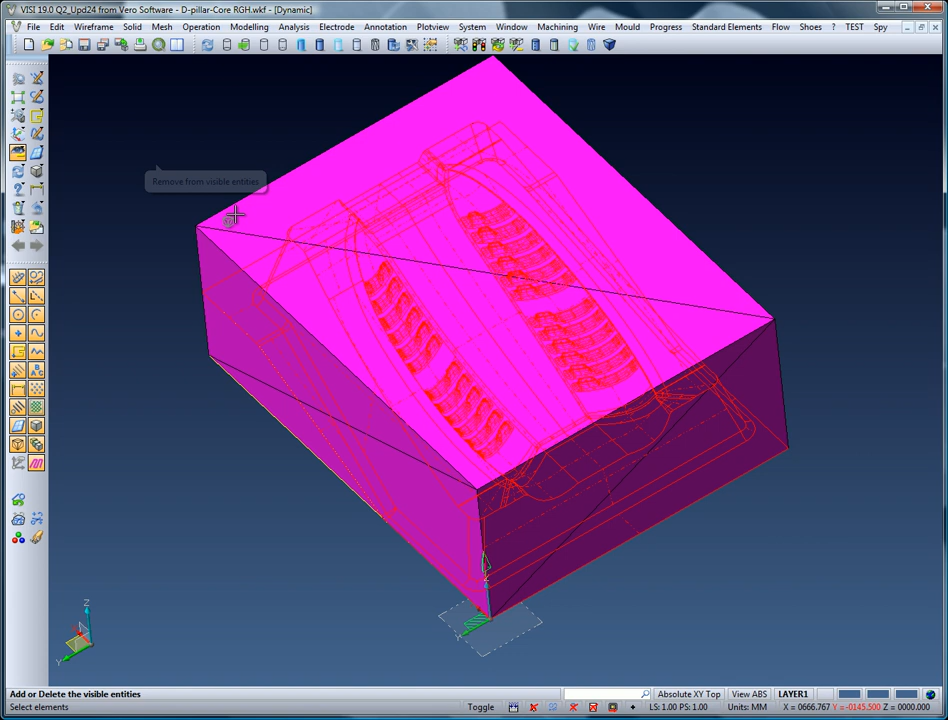 VISI 19.0 Q2_Upd24 from Vero Software - D-pillar-Core RGH.wkf - [Dynamic]
File Edit Wireframe Solid Mesh Operation Modelling Analysis Electrode Annotation Plotview System Window Machining Wire Mould Progress Standard Elements Flow Shoes ? TEST Spy
Remove from visible entities
Z
Y
Z
Y
Add or Delete the visible entities
Absolute XY Top View ABS LAYER1
Select elements
Toggle LS: 1.00 PS: 1.00 Units: MM X = 0666.767 Y = -0145.500 Z = 0000.000